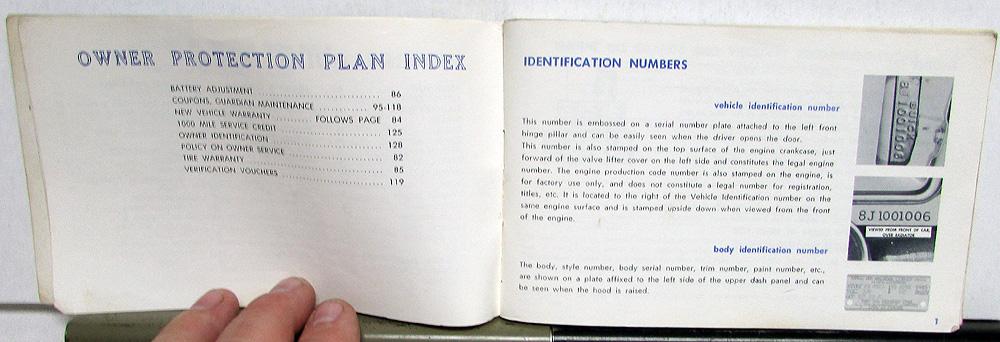 OWNER PROTECTION PLAN INDEX
BATTERY ADJUSTMENT 86
COUPONS, GUARDIAN MAINTENANCE 95-118
NEW VEHICLE WARRANTY FOLLOWS PAGE 84
1000 MILE SERVICE CREDIT 125
OWNER IDENTIFICATION 128
POLICY ON OWNER SERVICE 82
TIRE WARRANTY 85
VERIFICATION VOUCHERS 119
IDENTIFICATION NUMBERS
vehicle identification number
This number is embossed on a serial number plate attached to the left front
hinge pillar and can be easily seen when the driver opens the door.
This number is also stamped on the top surface of the engine crankcase, just
forward of the valve lifter cover on the left side and constitutes the legal engine
number. The engine production code number is also stamped on the engine, is
for factory use only, and does not constitute a legal number for registration,
titles, etc. It is located to the right of the Vehicle Identification number on the
same engine surface and is stamped upside down when viewed from the front
of the engine.
body identification number
The body, style number, body serial number, trim number, paint number, etc.,
are shown on a plate affixed to the left side of the upper dash panel and can
be seen when the hood is raised.
BUICK
8J1001006
8J1001006
VIEWED FROM FRONT OF CAR,
OVER RADIATOR
1